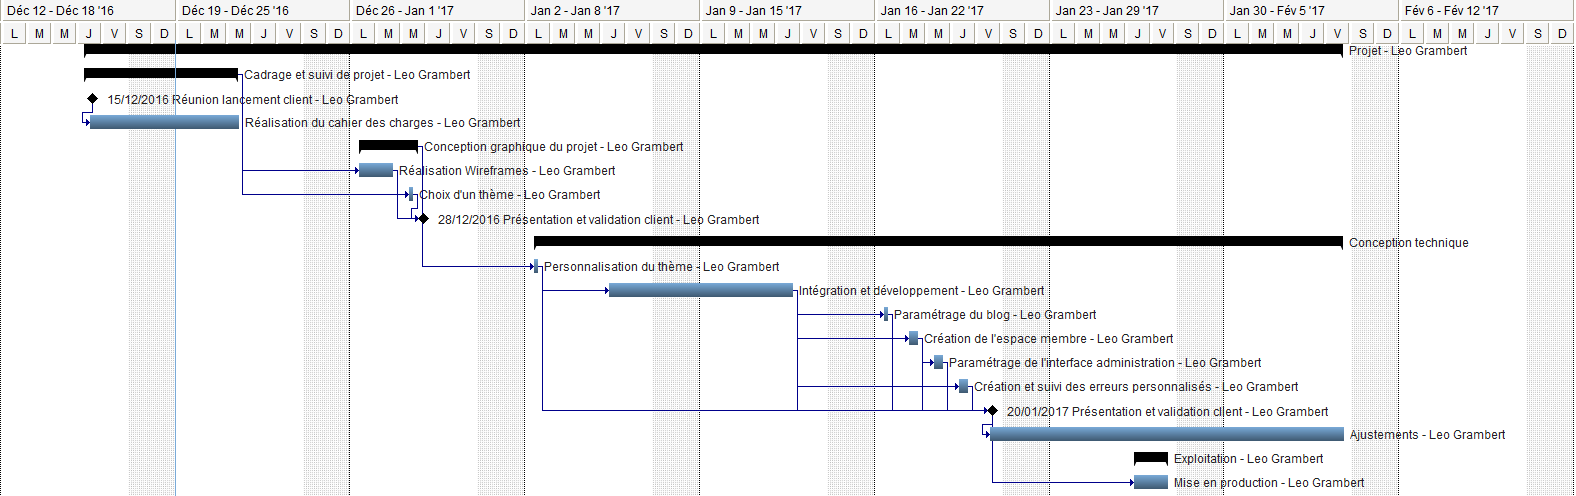 Déc 12 - Déc 18 '16 Déc 19 - Déc 25 '16 Déc 26 - Jan 1 '17 Jan 2 - Jan 8 '17 Jan 9 - Jan 15 '17 Jan 16 - Jan 22 '17 Jan 23 - Jan 29 '17 Jan 30 - Fév 5 '17 Fév 6 - Fév 12 '17
L M M J V S D L M M J V S D L M M J V S D L M M J V S D L M M J V S D L M M J V S D L M M J V S D L M M J V S D L M M J V S D
Projet - Leo Grambert
Cadrage et suivi de projet - Leo Grambert
15/12/2016 Réunion lancement client - Leo Grambert
Réalisation du cahier des charges - Leo Grambert
Conception graphique du projet - Leo Grambert
Réalisation Wireframes - Leo Grambert
Choix d'un thème - Leo Grambert
28/12/2016 Présentation et validation client - Leo Grambert
Conception technique
Personnalisation du thème - Leo Grambert
Intégration et développement - Leo Grambert
Paramétrage du blog - Leo Grambert
Création de l'espace membre - Leo Grambert
Paramétrage de l'interface administration - Leo Grambert
Création et suivi des erreurs personnalisés - Leo Grambert
20/01/2017 Présentation et validation client - Leo Grambert
Ajustements - Leo Grambert
Exploitation - Leo Grambert
Mise en production - Leo Grambert